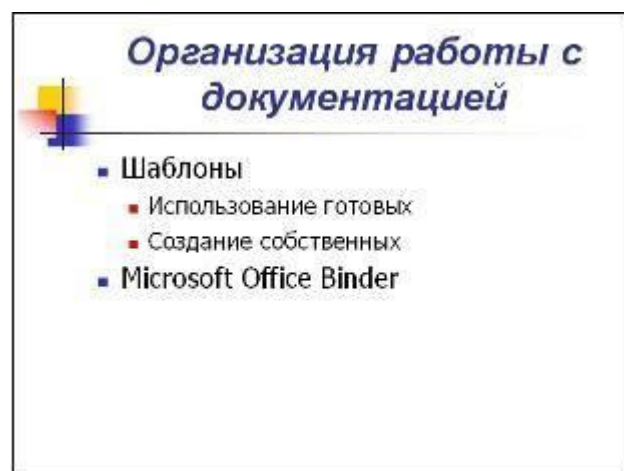 Организация работы с
документацией
Шаблоны
Использование готовых
Создание собственных
Microsoft Office Binder